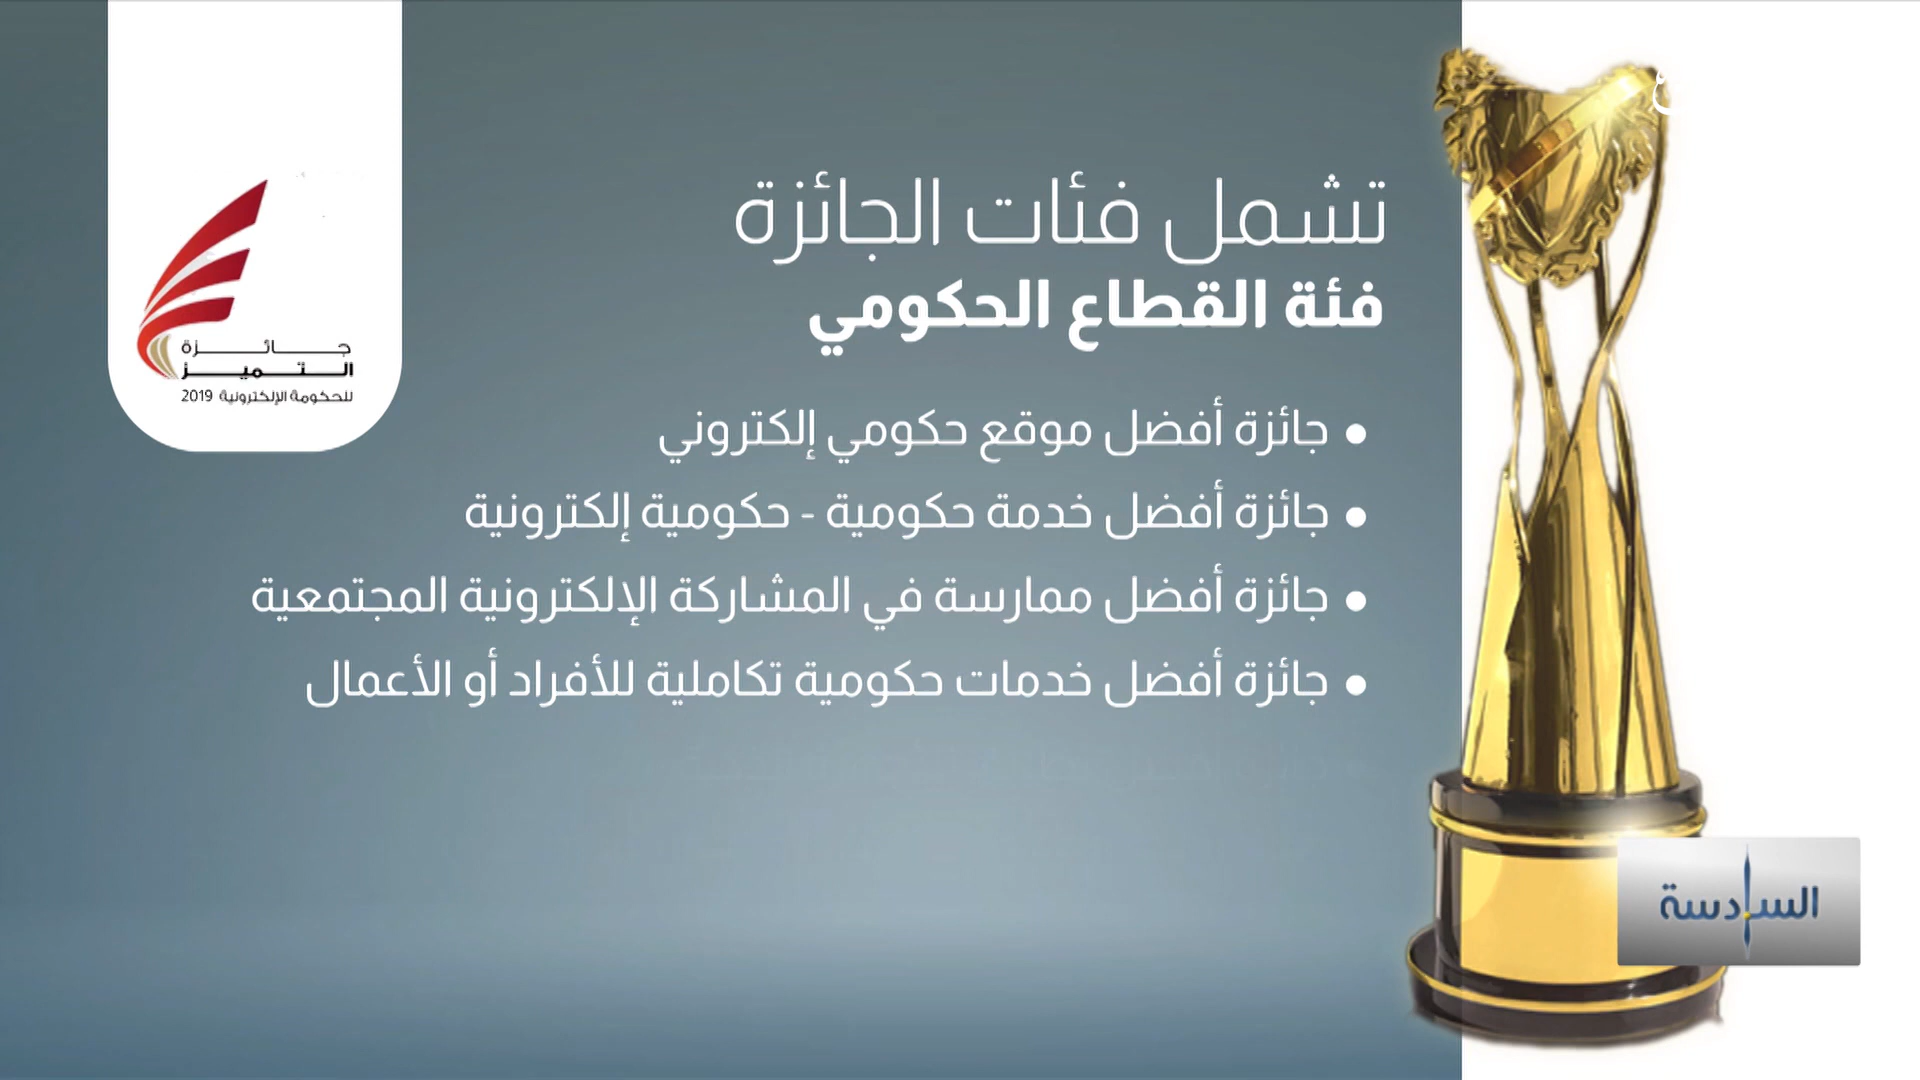 تشمل فئات الجائزة
فئة القطاع الحكومي
• جائزة أفضل موقع حكومي إلكتروني
• جائزة أفضل خدمة حكومية - حكومية إلكترونية
• جائزة أفضل ممارسة في المشاركة الإلكترونية المجتمعية
• جائزة أفضل خدمات حكومية تكاملية للأفراد أو الأعمال
جائزة
التميز
للحكومة الإلكترونية 2019
السادسة